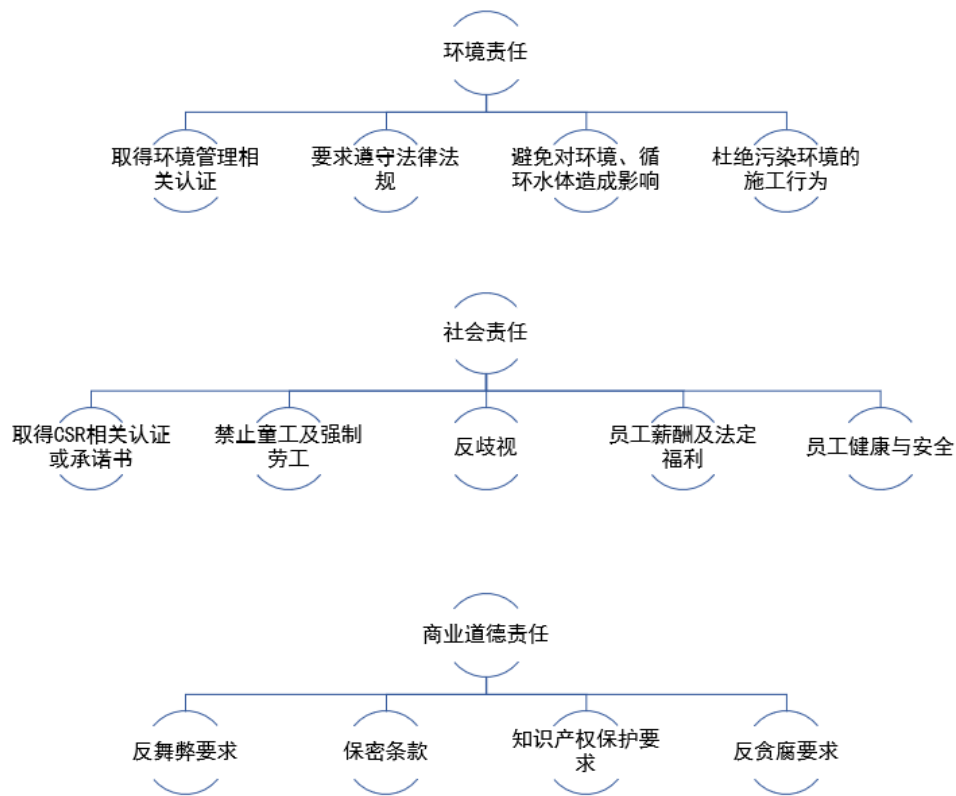 环境责任
取得环境管理相
关认证
要求遵守法律法
规
避免对环境、循
环水体造成影响
杜绝污染环境的
施工行为
社会责任
取得CSR相关认证
或承诺书
禁止童工及强制
劳工
反歧视
员工薪酬及法定
福利
员工健康与安全
商业道德责任
反舞弊要求
保密条款
知识产权保护要
求
反贪腐要求